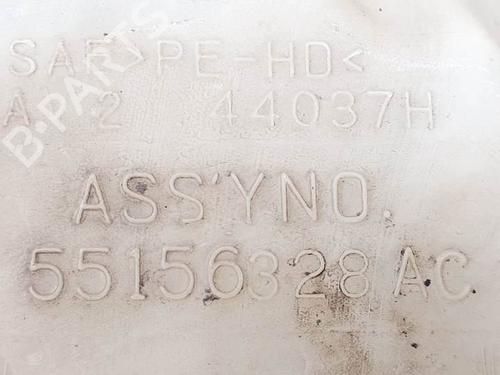 SAE >PE-HD<
A 2 44037H
ASS'YNO.
55156328 AC
B-PARTS